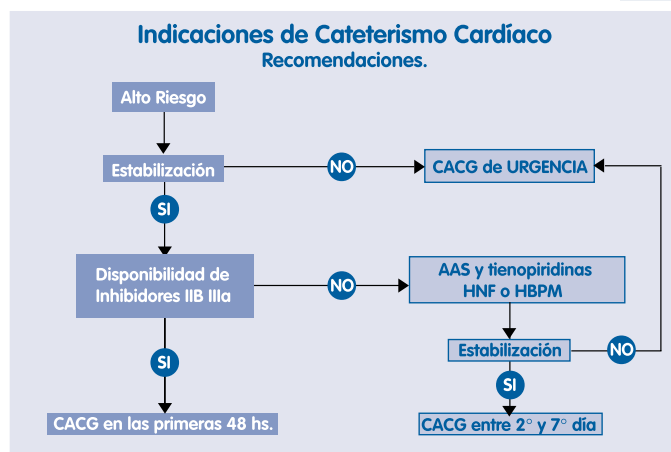 Indicaciones de Cateterismo Cardíaco
Recomendaciones.
Alto Riesgo
Estabilización
NO
CACG de URGENCIA
SI
Disponibilidad de
Inhibidores IIB IIIa
NO
AAS y tienopiridinas
HNF o HBPM
Estabilización
NO
SI
SI
CACG en las primeras 48 hs.
CACG entre 2° y 7° día